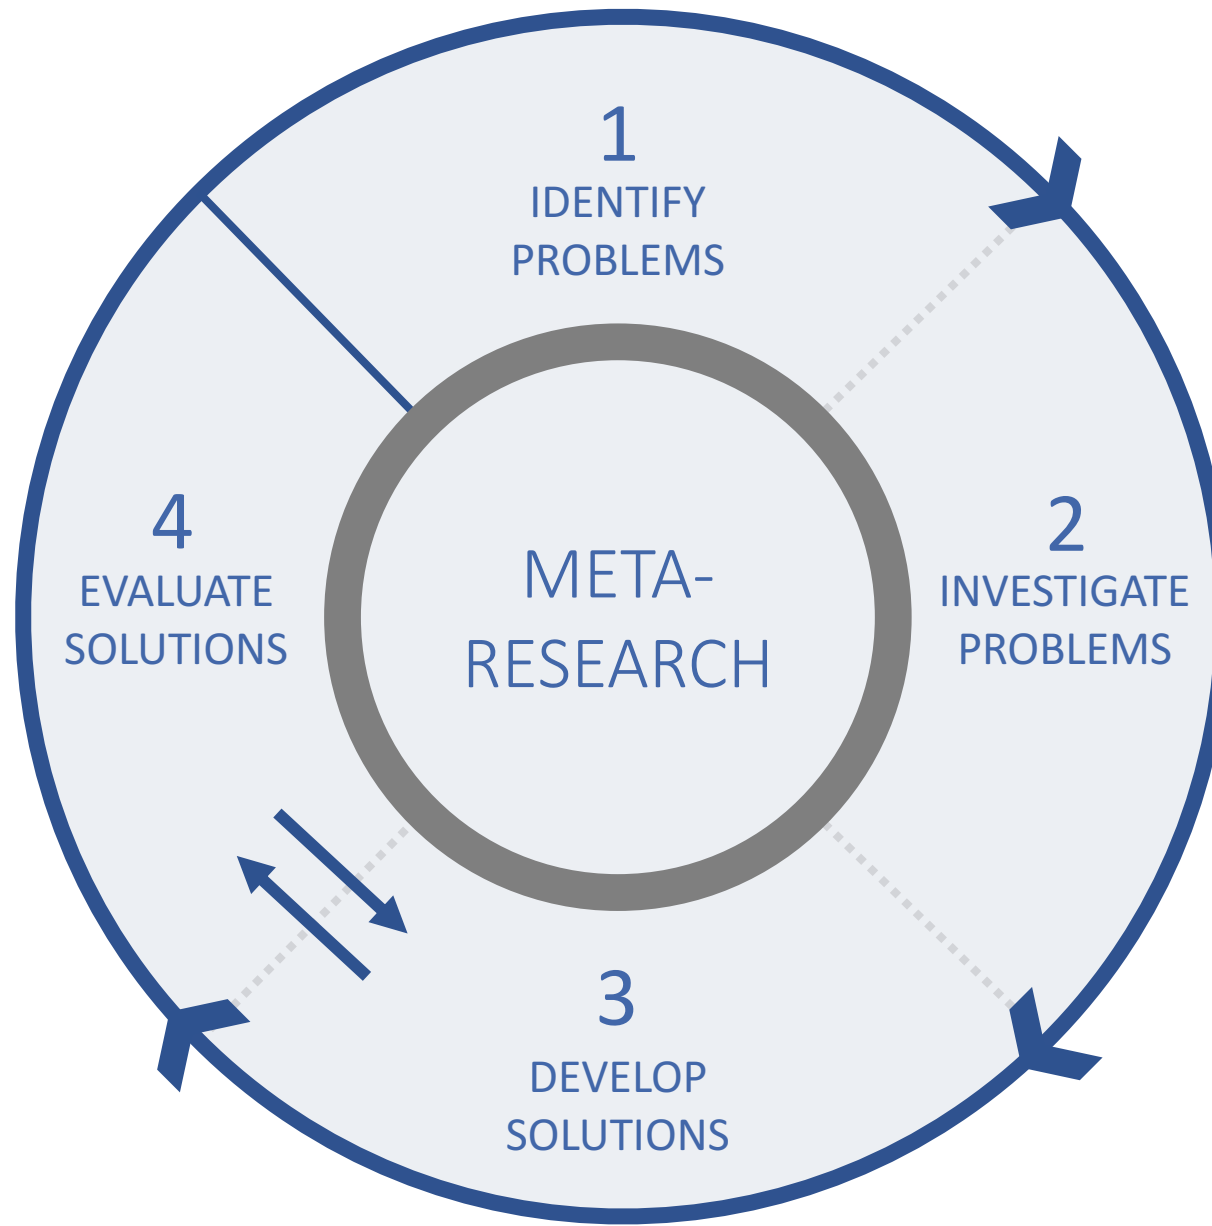 1
IDENTIFY
PROBLEMS
2
INVESTIGATE
PROBLEMS
3
DEVELOP
SOLUTIONS
4
EVALUATE
SOLUTIONS
META-
RESEARCH